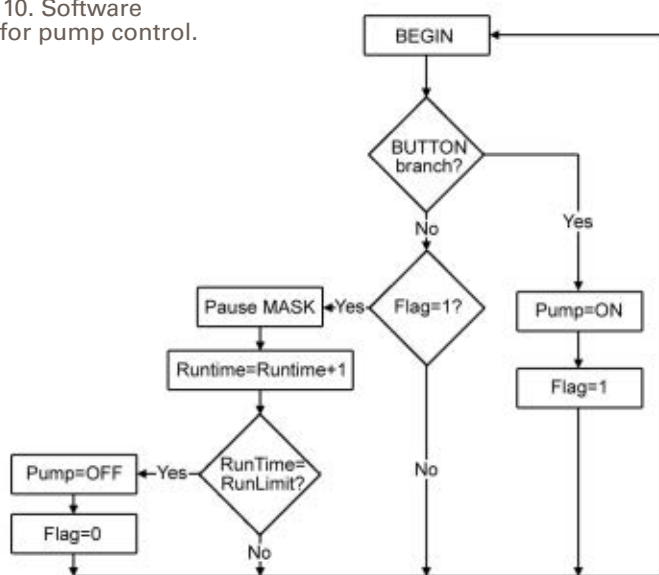 10. Software
for pump control.
BEGIN
BUTTON
branch?
Yes
No
Pause MASK
Yes
Flag=1?
Pump=ON
Runtime=Runtime+1
Flag=1
Pump=OFF
Yes
RunTime=
RunLimit?
No
Flag=0
No